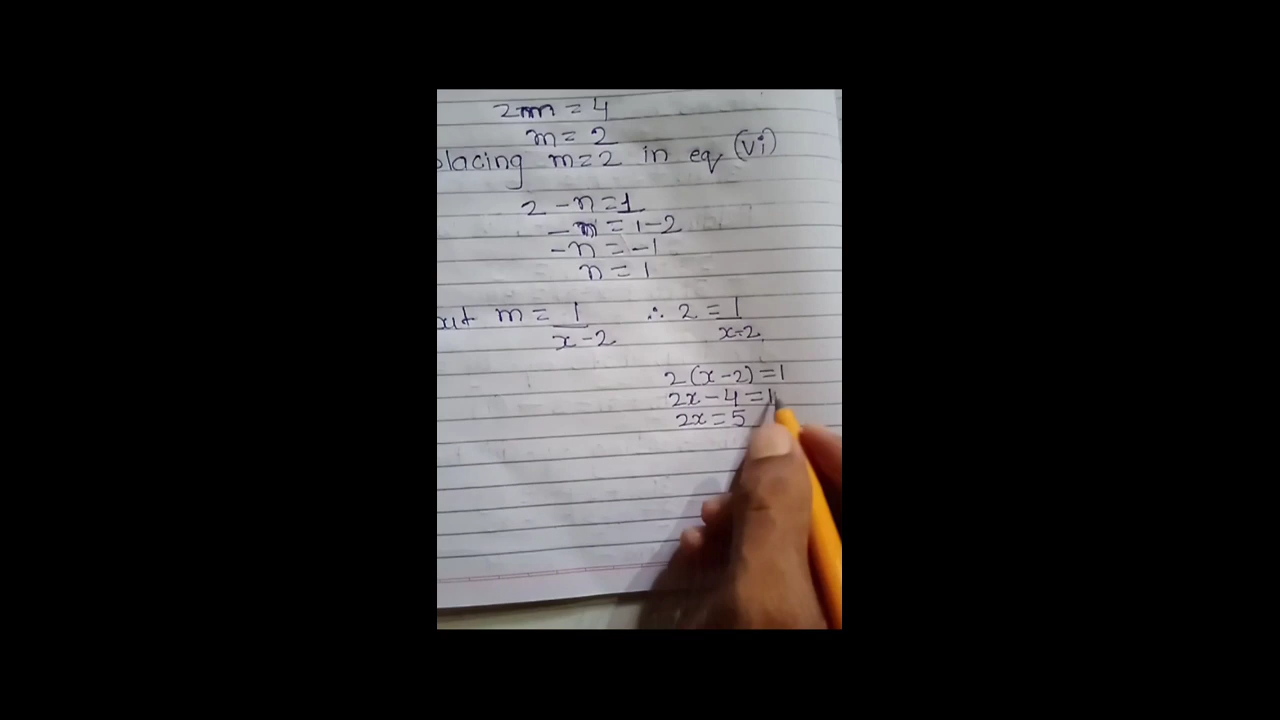 2m = 4
m = 2
placing m=2 in eq (vi)
2 - n = 1
- n = 1-2
- n = -1
n = 1
but m = 1/x-2 ∴ 2 = 1/x-2
2(x-2) = 1
2x - 4 = 1
2x = 5